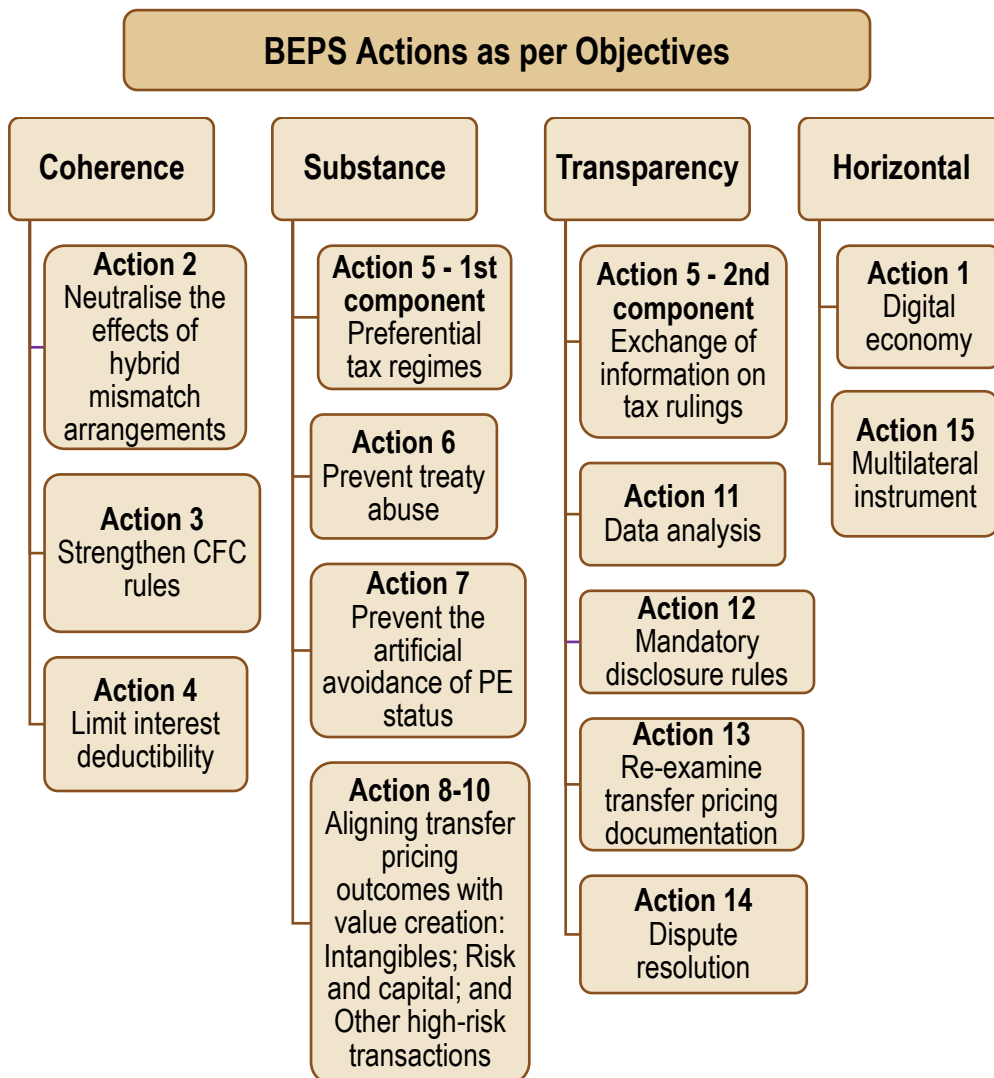 BEPS Actions as per Objectives
Coherence
Action 2
Neutralise the
effects of
hybrid
mismatch
arrangements
Action 3
Strengthen CFC
rules
Action 4
Limit interest
deductibility
Substance
Action 5 - 1st
component
Preferential
tax regimes
Action 6
Prevent treaty
abuse
Action 7
Prevent the
artificial
avoidance of PE
status
Action 8-10
Aligning transfer
pricing
outcomes with
value creation:
Intangibles; Risk
and capital; and
Other high-risk
transactions
Transparency
Action 5 - 2nd
component
Exchange of
information on
tax rulings
Action 11
Data analysis
Action 12
Mandatory
disclosure rules
Action 13
Re-examine
transfer pricing
documentation
Action 14
Dispute
resolution
Horizontal
Action 1
Digital
economy
Action 15
Multilateral
instrument